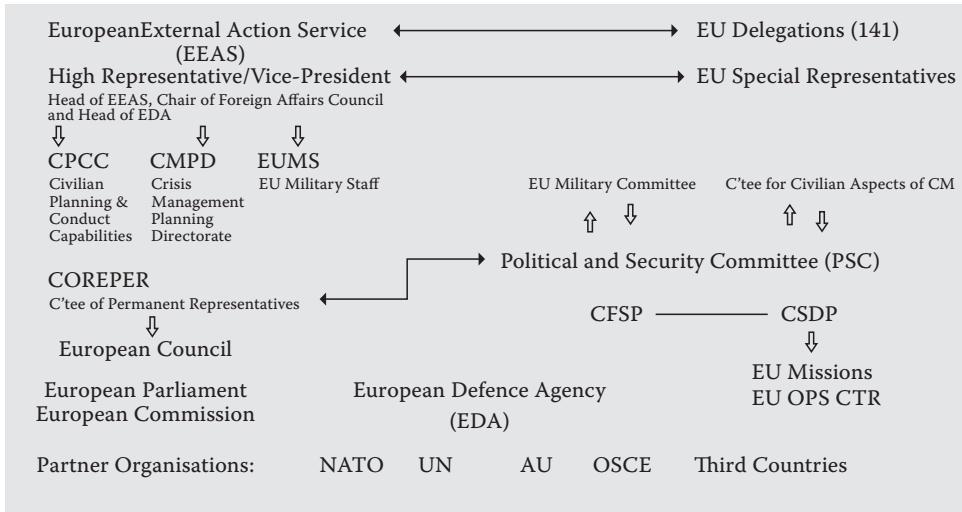 EuropeanExternal Action Service
(EEAS)
EU Delegations (141)
High Representative/Vice-President
EU Special Representatives
Head of EEAS, Chair of Foreign Affairs Council
and Head of EDA
CPCC
Civilian
Planning &
Conduct
Capabilities
CMPD
Crisis
Management
Planning
Directorate
EUMS
EU Military Staff
EU Military Committee
C'tee for Civilian Aspects of CM
Political and Security Committee (PSC)
COREPER
C'tee of Permanent Representatives
CFSP
CSDP
European Council
EU Missions
EU OPS CTR
European Parliament
European Commission
European Defence Agency
(EDA)
Partner Organisations: NATO UN AU OSCE Third Countries